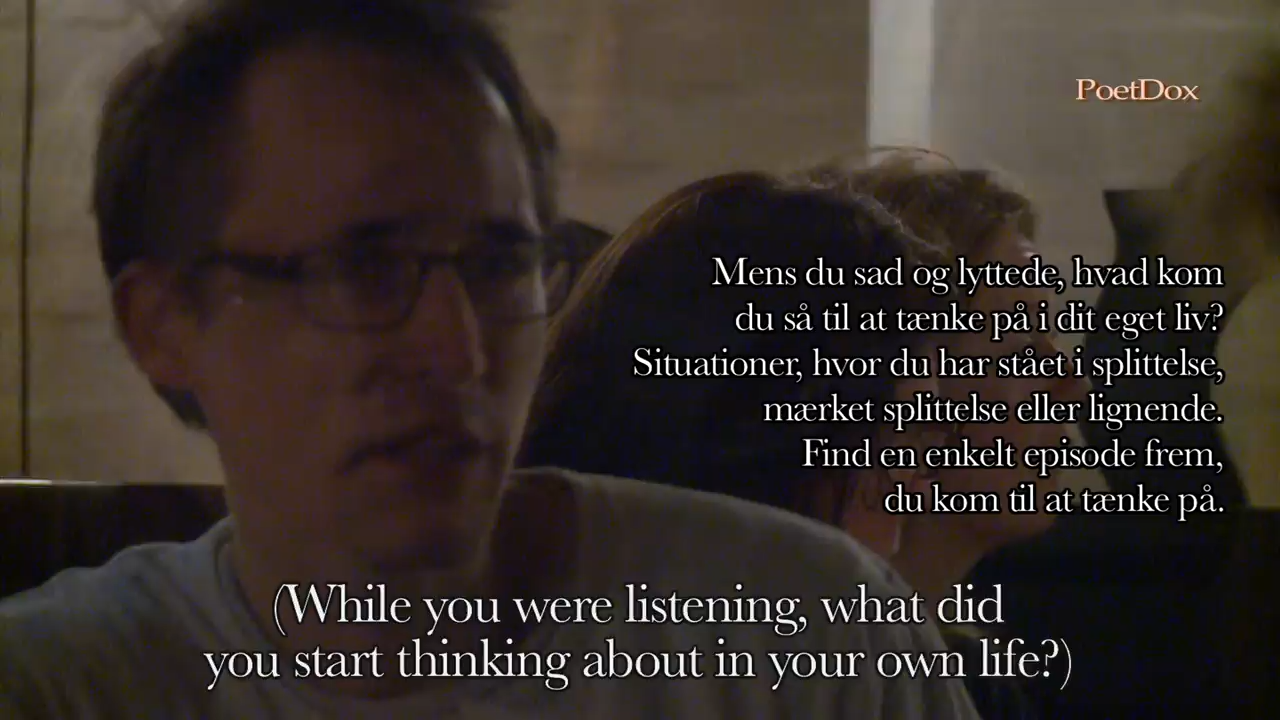 PoetDox
Mens du sad og lyttede, hvad kom
du så til at tænke på i dit eget liv?
Situationer, hvor du har stået i splittelse,
mærket splittelse eller lignende.
Find en enkelt episode frem,
du kom til at tænke på.
(While you were listening, what did
you start thinking about in your own life?)